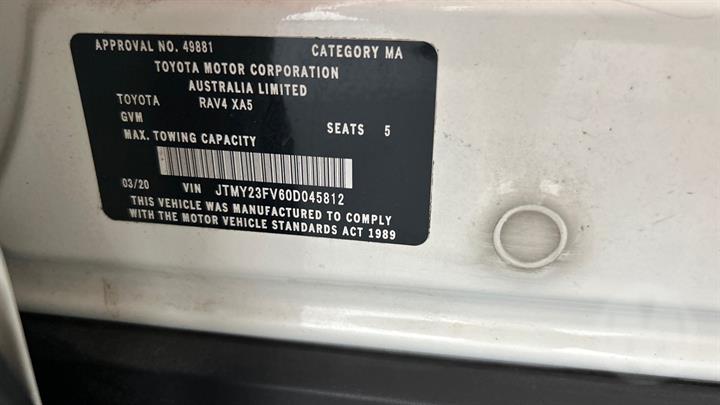 APPROVAL NO. 49881 CATEGORY MA
TOYOTA MOTOR CORPORATION
AUSTRALIA LIMITED
TOYOTA RAV4 XA5
GVM SEATS 5
MAX. TOWING CAPACITY
03/20 VIN JTMY23FV60D045812
THIS VEHICLE WAS MANUFACTURED TO COMPLY
WITH THE MOTOR VEHICLE STANDARDS ACT 1989